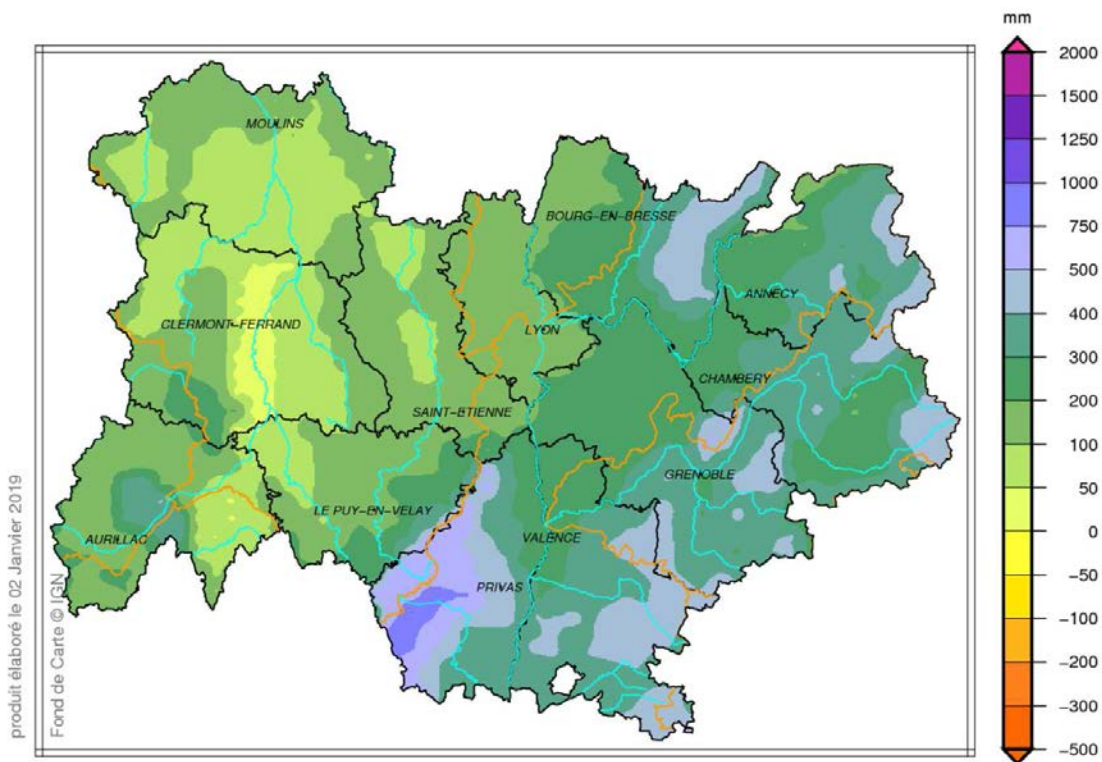 mm
2000
1500
1250
1000
750
500
400
300
200
100
50
0
-50
-100
-200
-300
-500
MOULINS
BOURG-EN-BRESSE
ANNECY
CLERMONT-FERRAND
LYON
CHAMBERY
SAINT-ETIENNE
GRENOBLE
LE PUY-EN-VELAY
AURILLAC
VALENCE
PRIVAS
produit élaboré le 02 Janvier 2019
Fond de Carte © IGN